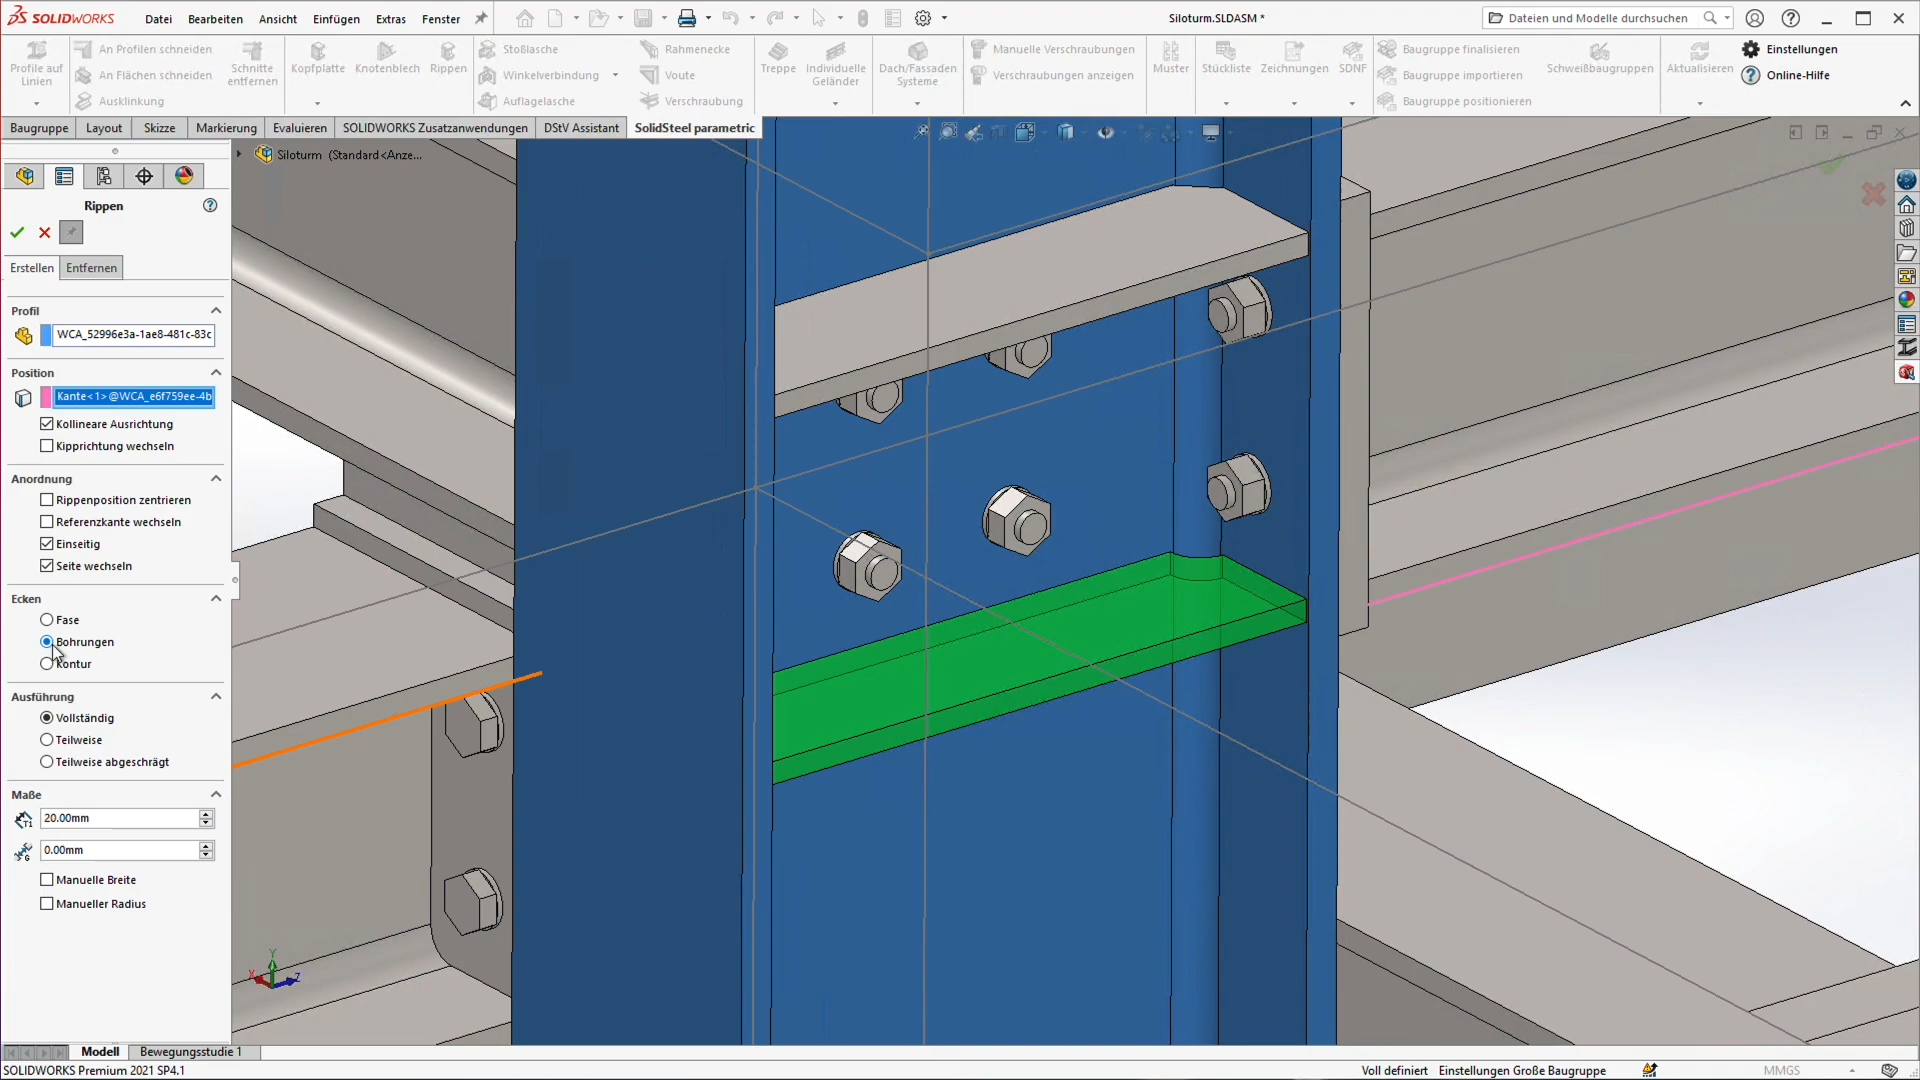 SOLIDWORKS
Datei
Bearbeiten
Ansicht
Einfügen
Extras
Fenster
Siloturm.SLDASM *
Dateien und Modelle durchsuchen
Profile auf Linien
An Profilen schneiden
An Flächen schneiden
Ausklinkung
Schnitte entfernen
Kopfplatte
Knotenblech
Rippen
Stoßlasche
Winkelverbindung
Auflagelasche
Rahmenecke
Voute
Verschraubung
Treppe
Individuelle Geländer
Dach/Fassaden Systeme
Manuelle Verschraubungen
Verschraubungen anzeigen
Muster
Stückliste
Zeichnungen
SDNF
Baugruppe finalisieren
Baugruppe importieren
Baugruppe positionieren
Schweißbaugruppen
Aktualisieren
Einstellungen
Online-Hilfe
Baugruppe
Layout
Skizze
Markierung
Evaluieren
SOLIDWORKS Zusatzanwendungen
DStV Assistant
SolidSteel parametric
Siloturm (Standard<Anze...
Rippen
Erstellen
Entfernen
Profil
WCA_52996e3a-1ae8-481c-83c
Position
Kante<1>@WCA_e6f759ee-4b
Kollineare Ausrichtung
Kipprichtung wechseln
Anordnung
Rippenposition zentrieren
Referenzkante wechseln
Einseitig
Seite wechseln
Ecken
Fase
Bohrungen
Kontur
Ausführung
Vollständig
Teilweise
Teilweise abgeschrägt
Maße
T1
20.00mm
G
0.00mm
Manuelle Breite
Manueller Radius
Y
X
Z
Modell
Bewegungsstudie 1
SOLIDWORKS Premium 2021 SP4.1
Voll definiert
Einstellungen Große Baugruppe
MMGS